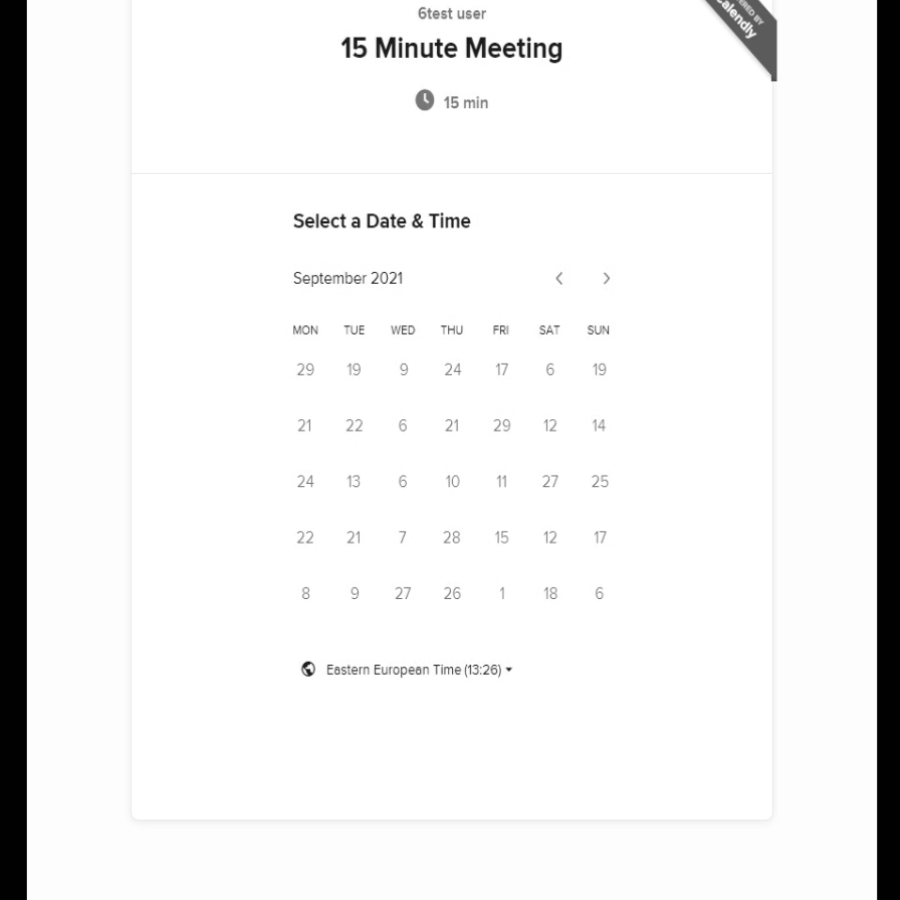 6test user
15 Minute Meeting
15 min
Select a Date & Time
September 2021
MON TUE WED THU FRI SAT SUN
29 19 9 24 17 6 19
21 22 6 21 29 12 14
24 13 6 10 11 27 25
22 21 7 28 15 12 17
8 9 27 26 1 18 6
Eastern European Time (13:26)